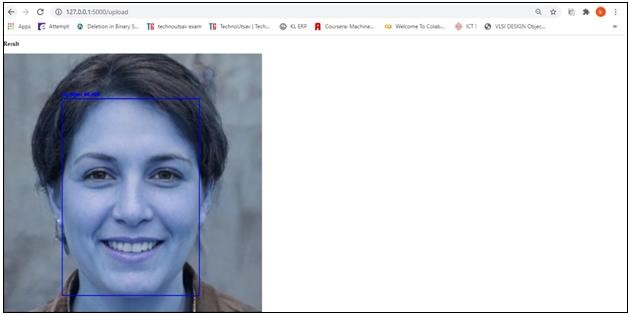 127.0.0.1:5000/upload
Apps Attempt Deletion in Binary S... technoutsav exam TechnoUtsav | Tech... KL ERP Coursera: Machine... Welcome To Colab... ICT ! VLSI DESIGN Objec... »
Result